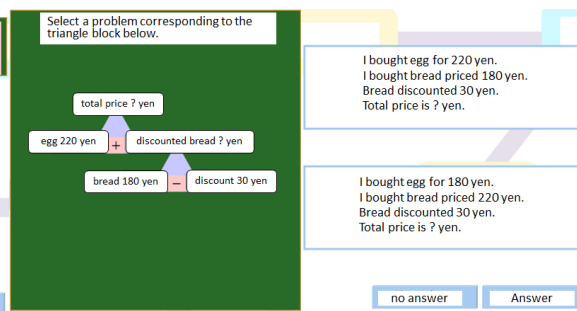 Select a problem corresponding to the
triangle block below.
total price ? yen
egg 220 yen
+
discounted bread ? yen
bread 180 yen
−
discount 30 yen
I bought egg for 220 yen.
I bought bread priced 180 yen.
Bread discounted 30 yen.
Total price is ? yen.
I bought egg for 180 yen.
I bought bread priced 220 yen.
Bread discounted 30 yen.
Total price is ? yen.
no answer
Answer